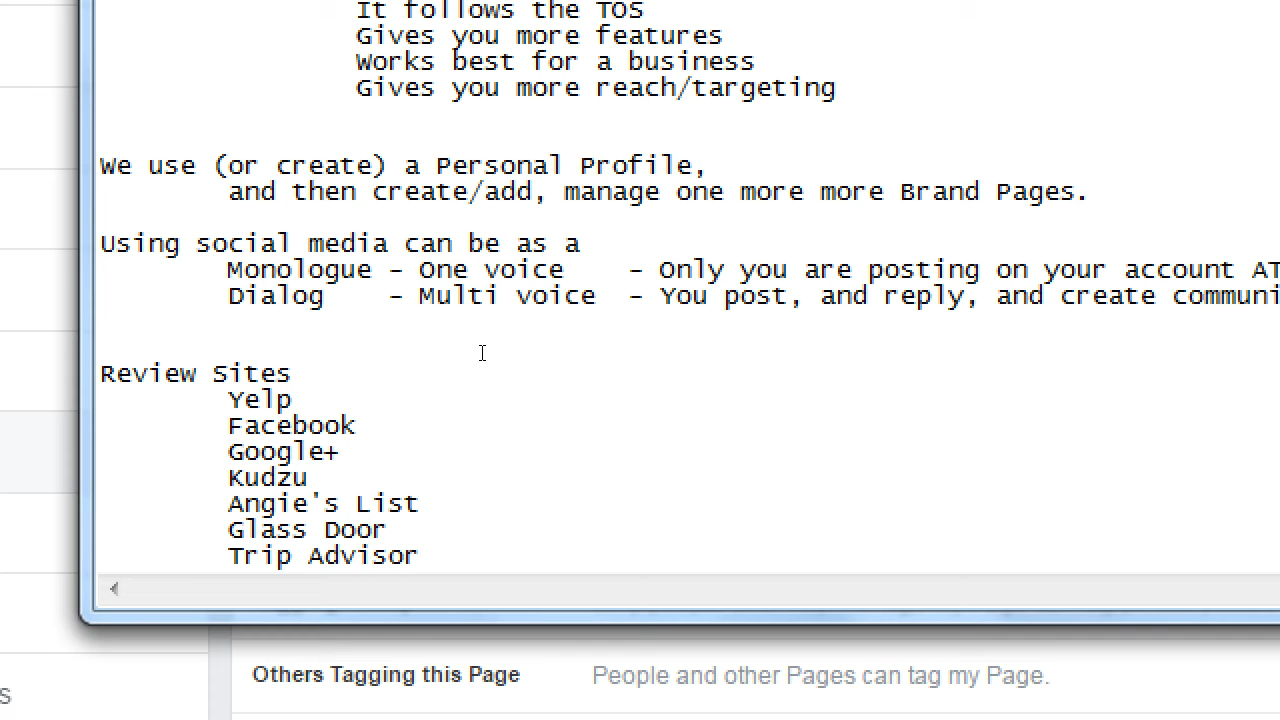 It follows the TOS
Gives you more features
Works best for a business
Gives you more reach/targeting
We use (or create) a Personal Profile,
and then create/add, manage one more more Brand Pages.
Using social media can be as a
Monologue - One voice - Only you are posting on your account AT
Dialog - Multi voice - You post, and reply, and create communi
Review Sites
Yelp
Facebook
Google+
Kudzu
Angie's List
Glass Door
Trip Advisor
Others Tagging this Page People and other Pages can tag my Page.
s